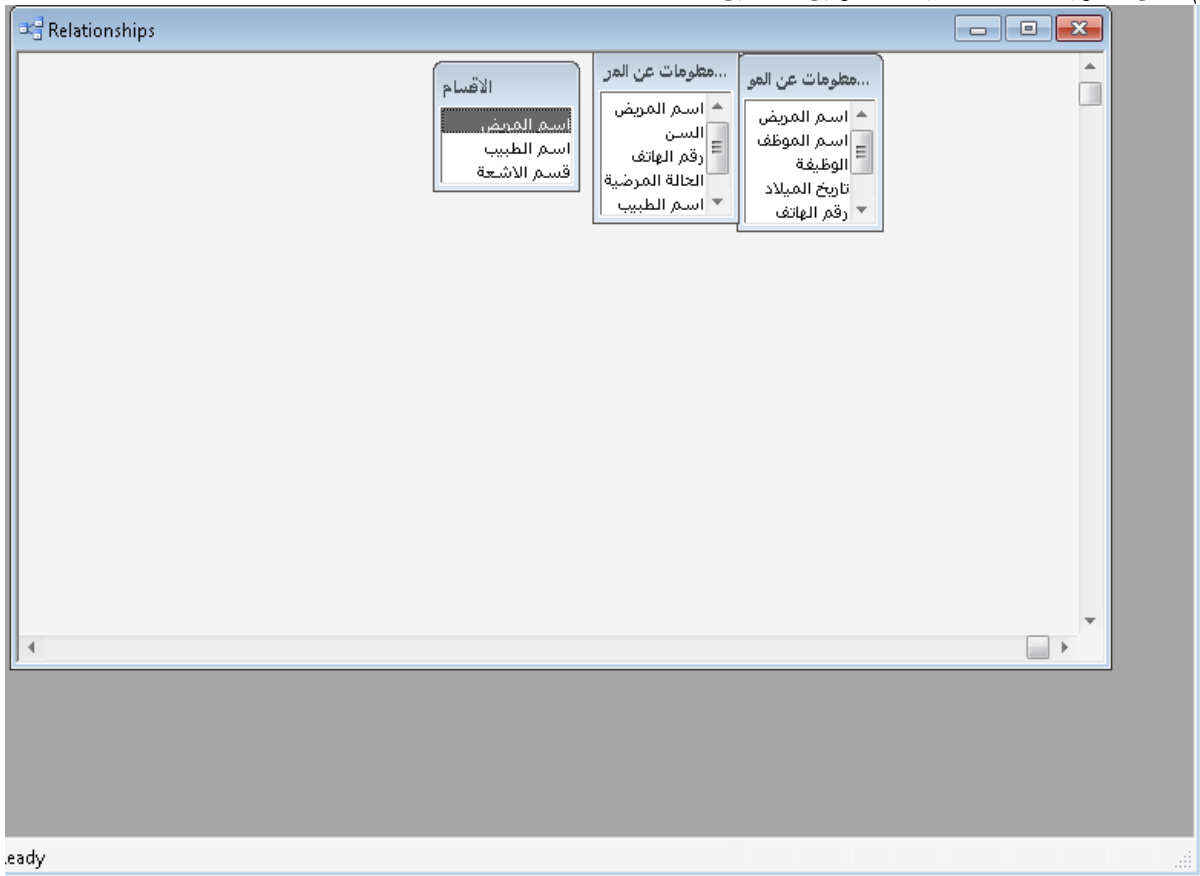 Relationships
الاقسام
اسم المريض
اسم الطبيب
قسم الاشعة
معلومات عن المر...
اسم المريض
السن
رقم الهاتف
الحالة المرضية
اسم الطبيب
معلومات عن المو...
اسم المريض
اسم الموظف
الوظيفة
تاريخ الميلاد
رقم الهاتف
eady